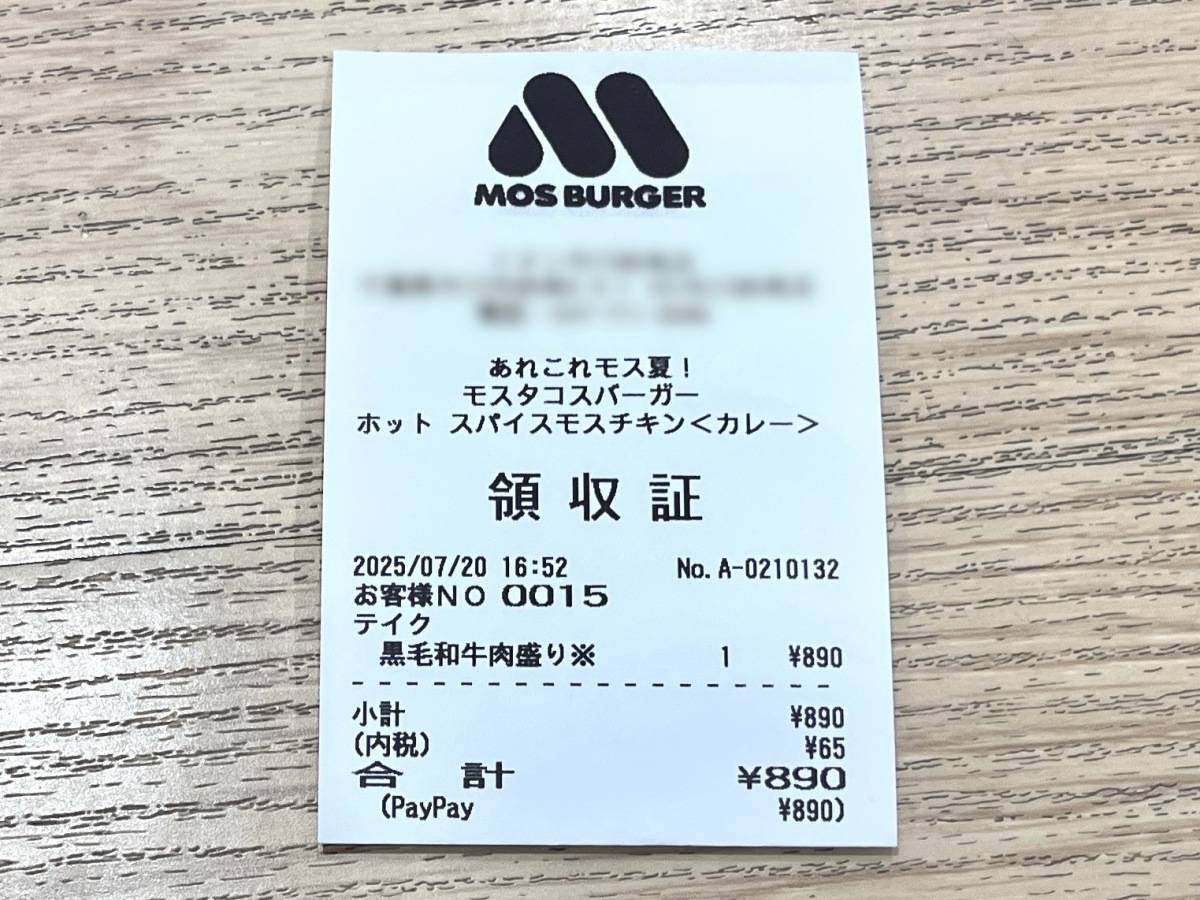 MOS BURGER
あれこれモス夏！
モスタコスバーガー
ホット スパイスモスチキン＜カレー＞
領収証
2025/07/20 16:52 No.A-0210132
お客様NO 0015
テイク
黒毛和牛肉盛り※ 1 ¥890
小計 ¥890
(内税) ¥65
合計 ¥890
(PayPay ¥890)